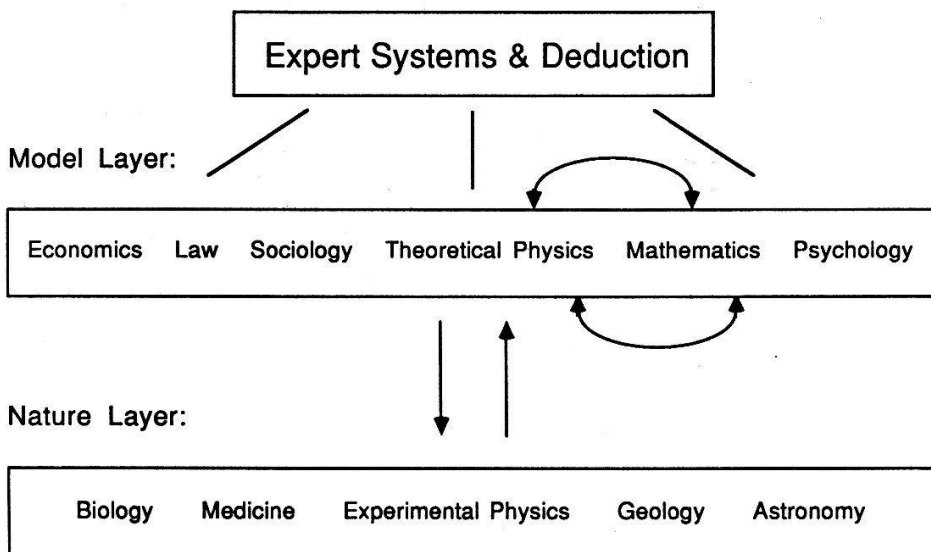 Expert Systems & Deduction
Model Layer:
Economics Law Sociology Theoretical Physics Mathematics Psychology
Nature Layer:
Biology Medicine Experimental Physics Geology Astronomy